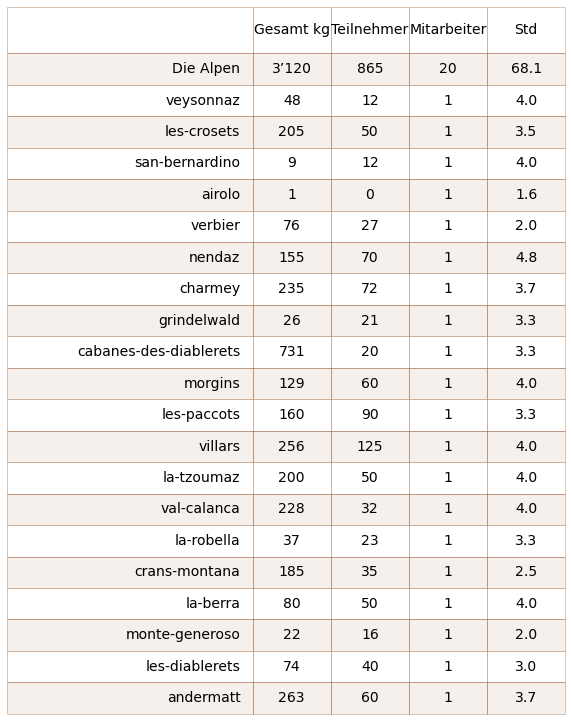 Gesamt kg Teilnehmer Mitarbeiter Std
Die Alpen 3’120 865 20 68.1
veysonnaz 48 12 1 4.0
les-crosets 205 50 1 3.5
san-bernardino 9 12 1 4.0
airolo 1 0 1 1.6
verbier 76 27 1 2.0
nendaz 155 70 1 4.8
charmey 235 72 1 3.7
grindelwald 26 21 1 3.3
cabanes-des-diablerets 731 20 1 3.3
morgins 129 60 1 4.0
les-paccots 160 90 1 3.3
villars 256 125 1 4.0
la-tzoumaz 200 50 1 4.0
val-calanca 228 32 1 4.0
la-robella 37 23 1 3.3
crans-montana 185 35 1 2.5
la-berra 80 50 1 4.0
monte-generoso 22 16 1 2.0
les-diablerets 74 40 1 3.0
andermatt 263 60 1 3.7